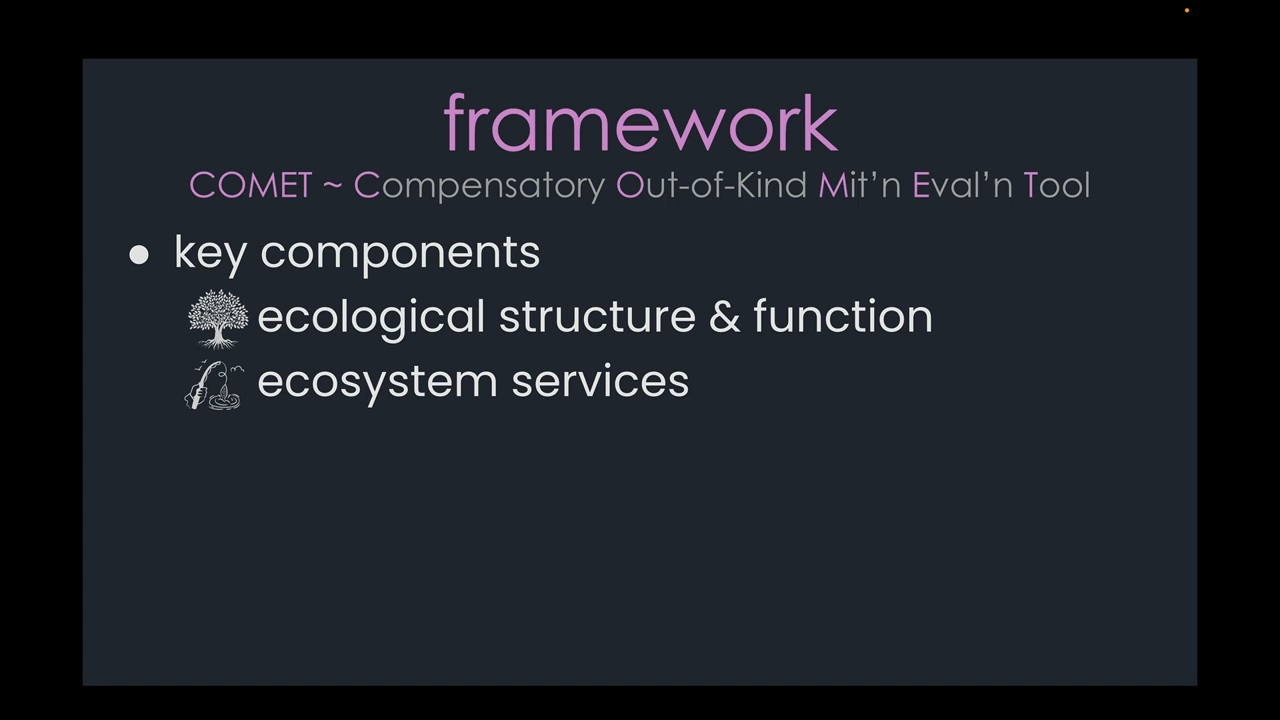 framework
COMET ~ Compensatory Out-of-Kind Mit’n Eval’n Tool
● key components
ecological structure & function
ecosystem services